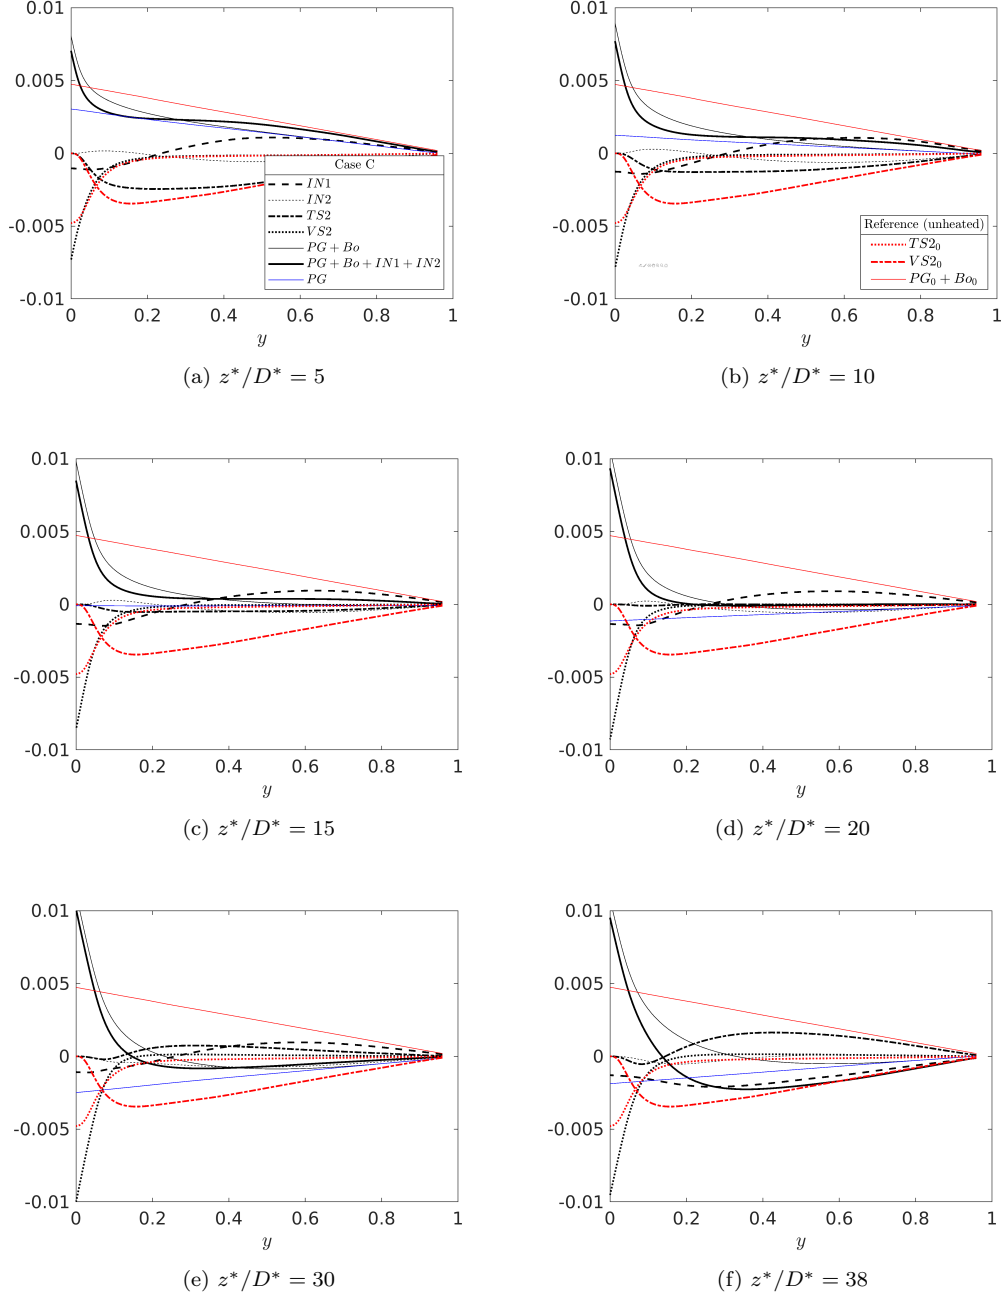 0.01
0.005
0
-0.005
-0.01
0 0.2 0.4 0.6 0.8 1
y
Case C
IN1
IN2
TS2
VS2
PG + Bo
PG + Bo + IN1 + IN2
PG
(a) z*/D* = 5
0.01
0.005
0
-0.005
-0.01
0 0.2 0.4 0.6 0.8 1
y
Reference (unheated)
TS2₀
VS2₀
PG₀ + Bo₀
(b) z*/D* = 10
0.01
0.005
0
-0.005
-0.01
0 0.2 0.4 0.6 0.8 1
y
(c) z*/D* = 15
0.01
0.005
0
-0.005
-0.01
0 0.2 0.4 0.6 0.8 1
y
(d) z*/D* = 20
0.01
0.005
0
-0.005
-0.01
0 0.2 0.4 0.6 0.8 1
y
(e) z*/D* = 30
0.01
0.005
0
-0.005
-0.01
0 0.2 0.4 0.6 0.8 1
y
(f) z*/D* = 38